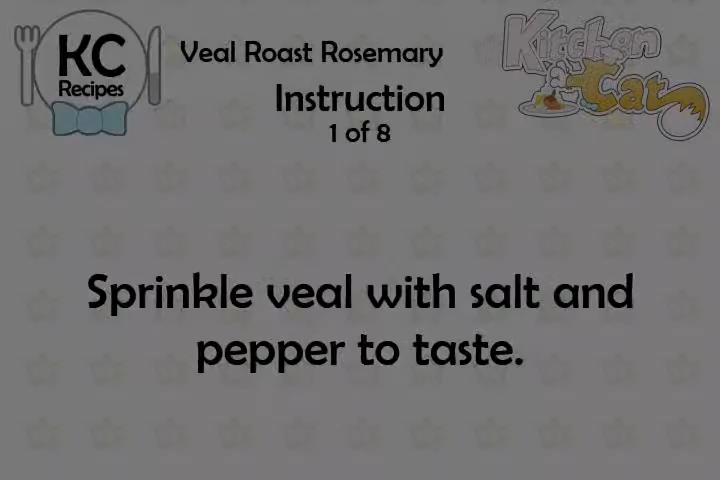 KC
Recipes
Veal Roast Rosemary
Instruction
1 of 8
Kitchen
Cat
Sprinkle veal with salt and
pepper to taste.